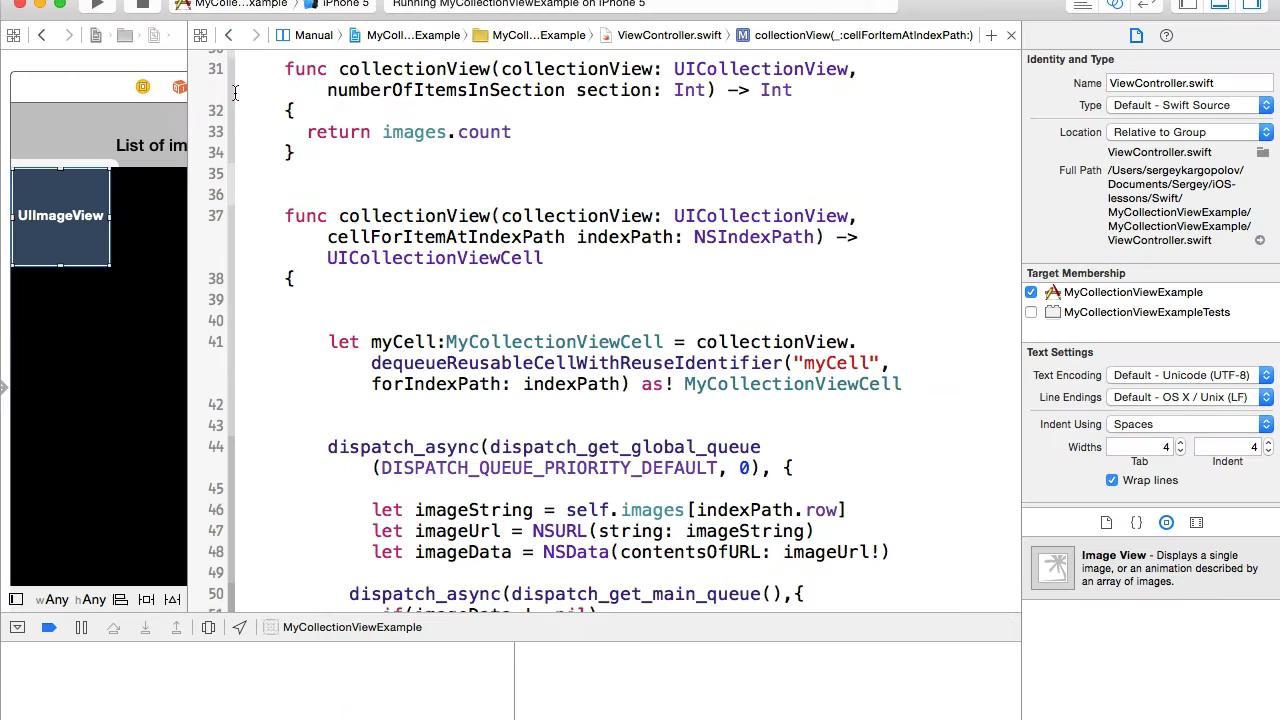 MyColle...xample
iPhone 5
Running MyCollectionViewExample on iPhone 5
Manual
MyColl...Example
MyColl...Example
ViewController.swift
M
collectionView(_:cellForItemAtIndexPath:)
List of im
UIImageView
wAny hAny
31 func collectionView(collectionView: UICollectionView,
numberOfItemsInSection section: Int) -> Int
32 {
33 return images.count
34 }
35
36
37 func collectionView(collectionView: UICollectionView,
cellForItemAtIndexPath indexPath: NSIndexPath) ->
UICollectionViewCell
38 {
39
40
41 let myCell:MyCollectionViewCell = collectionView.
dequeueReusableCellWithReuseIdentifier("myCell",
forIndexPath: indexPath) as! MyCollectionViewCell
42
43
44 dispatch_async(dispatch_get_global_queue
(DISPATCH_QUEUE_PRIORITY_DEFAULT, 0), {
45
46 let imageString = self.images[indexPath.row]
47 let imageUrl = NSURL(string: imageString)
48 let imageData = NSData(contentsOfURL: imageUrl!)
49
50 dispatch_async(dispatch_get_main_queue(),{
MyCollectionViewExample
Identity and Type
Name ViewController.swift
Type Default - Swift Source
Location Relative to Group
ViewController.swift
Full Path /Users/sergeykargopolov/
Documents/Sergey/iOS-
lessons/Swift/
MyCollectionViewExample/
MyCollectionViewExample/
ViewController.swift
Target Membership
MyCollectionViewExample
MyCollectionViewExampleTests
Text Settings
Text Encoding Default - Unicode (UTF-8)
Line Endings Default - OS X / Unix (LF)
Indent Using Spaces
Widths 4 4
Tab Indent
Wrap lines
{ }
Image View - Displays a single
image, or an animation described by
an array of images.